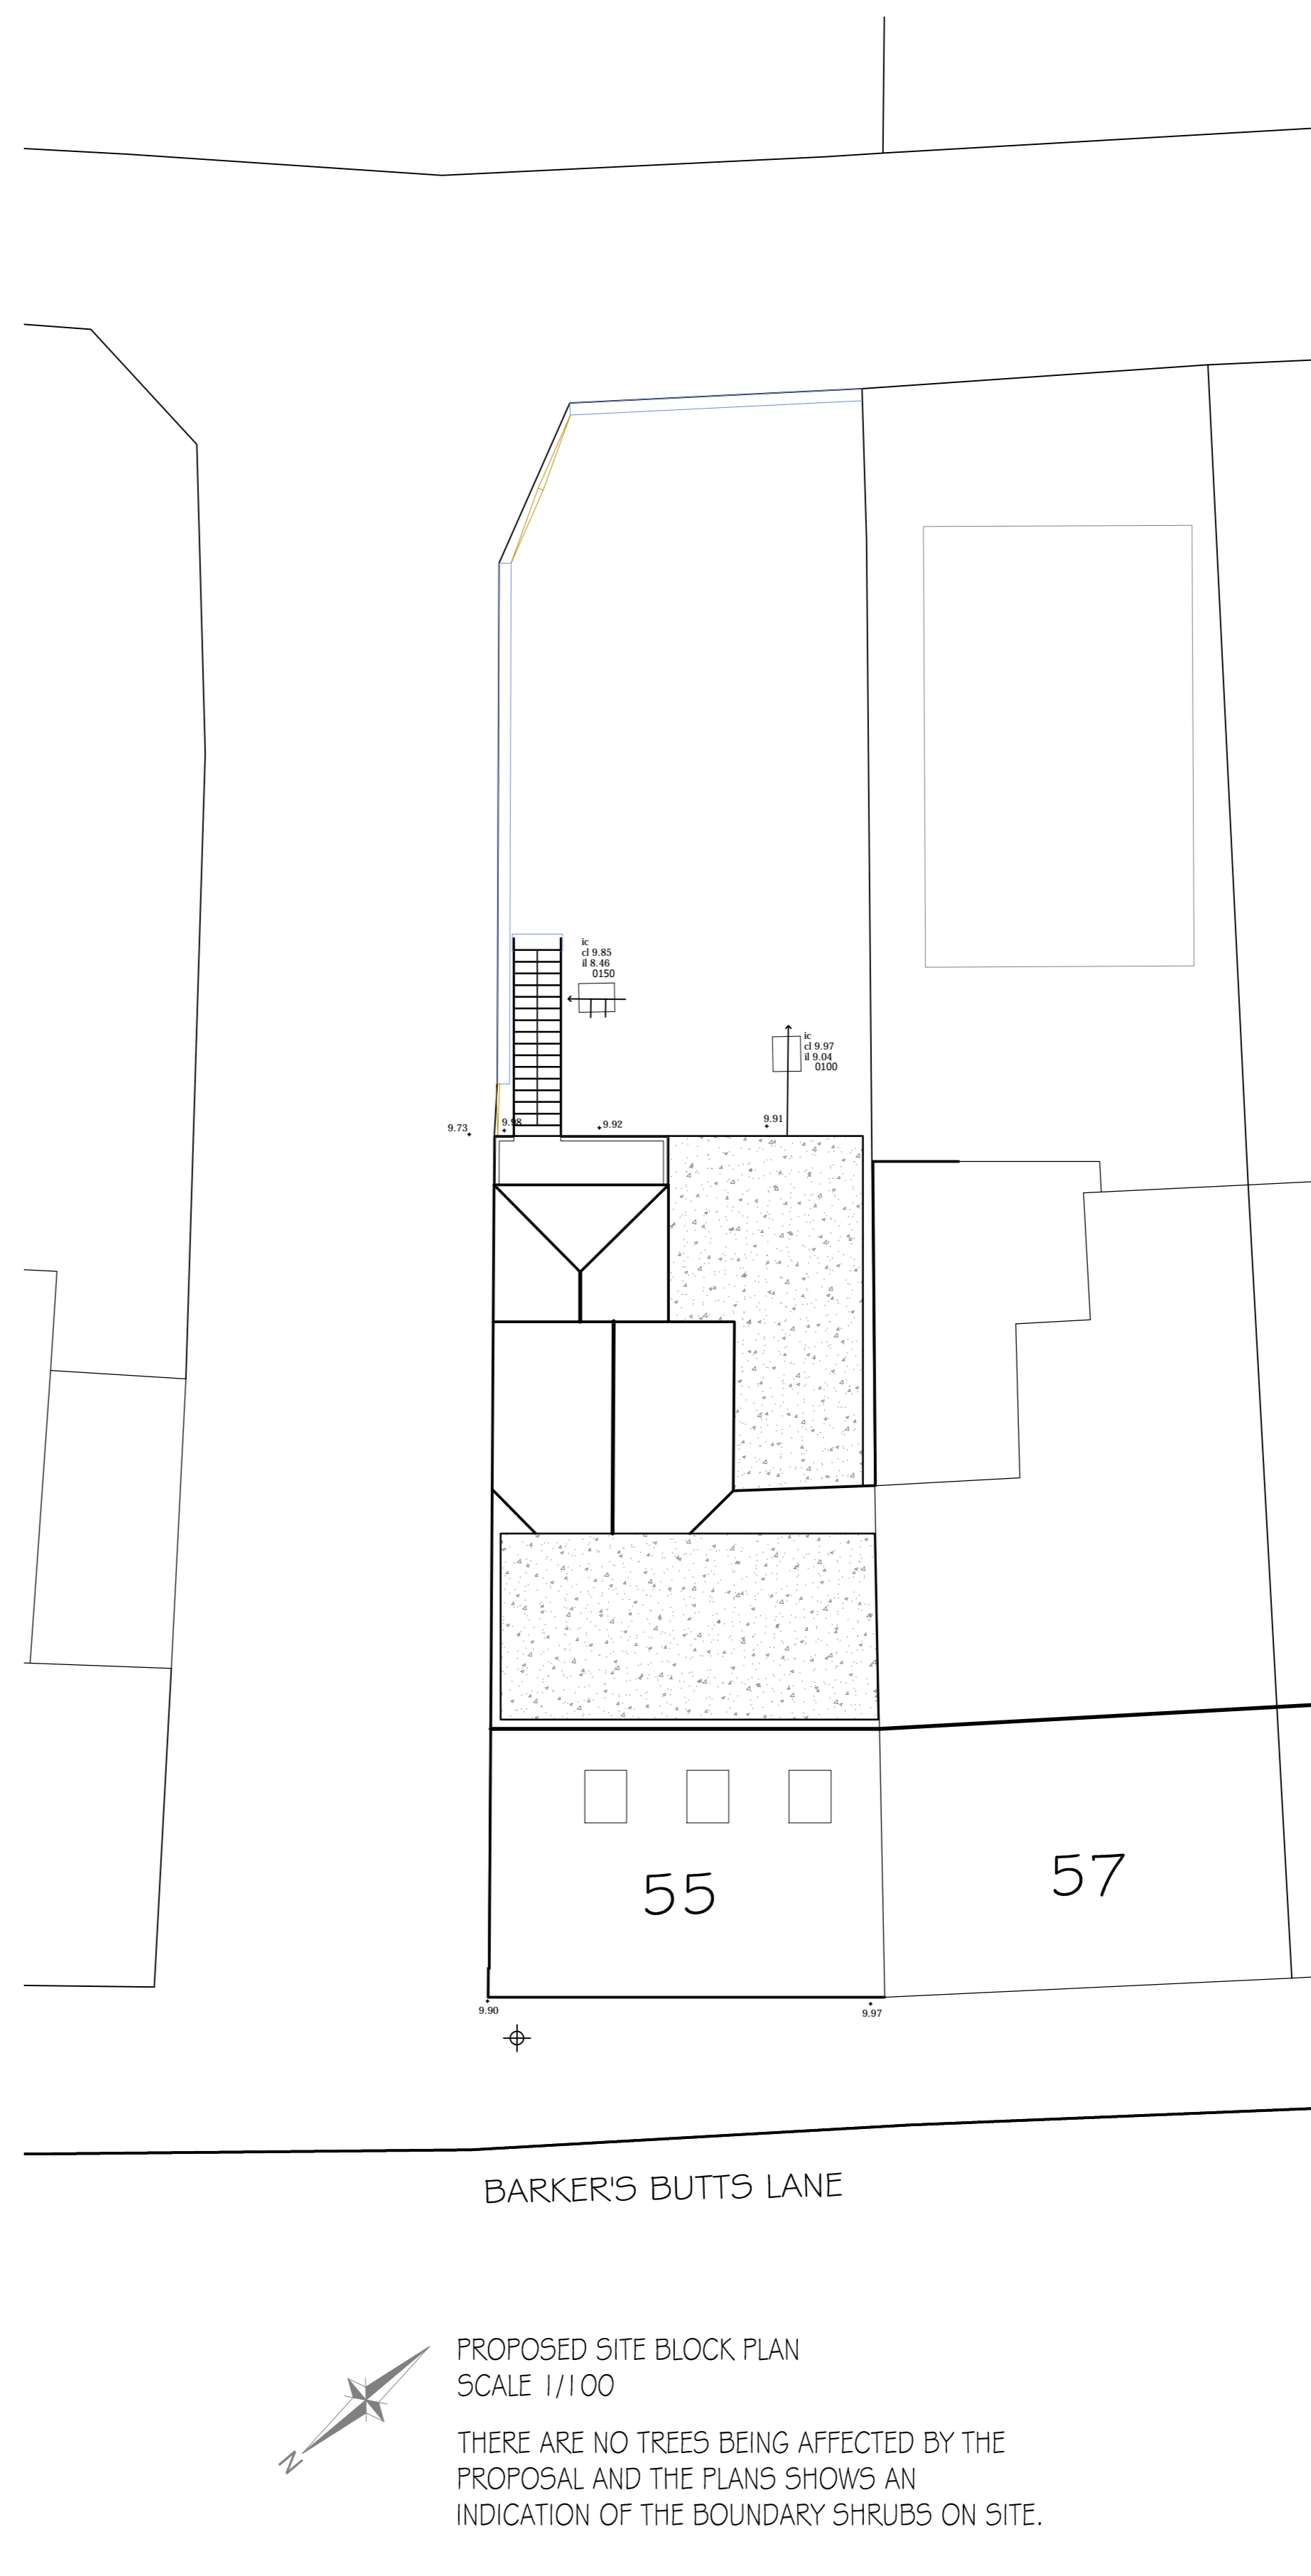 ic
cl 9.85
il 8.46
0150
ic
cl 9.97
il 9.04
0100
9.73
9.98
9.92
9.91
55
57
9.90
9.97
BARKER'S BUTTS LANE
N
PROPOSED SITE BLOCK PLAN
SCALE 1/100
THERE ARE NO TREES BEING AFFECTED BY THE
PROPOSAL AND THE PLANS SHOWS AN
INDICATION OF THE BOUNDARY SHRUBS ON SITE.